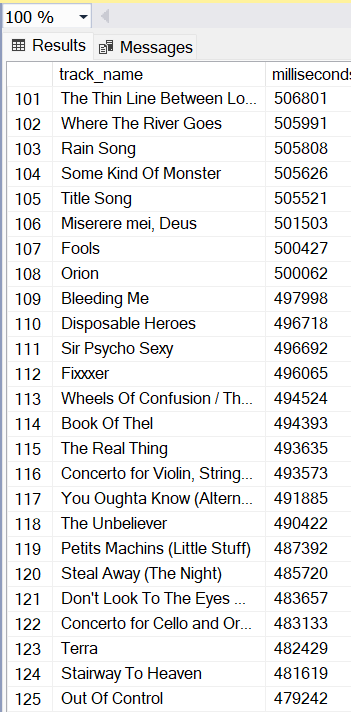 100 %
Results Messages
track_name milliseconds
101 The Thin Line Between Lo... 506801
102 Where The River Goes 505991
103 Rain Song 505808
104 Some Kind Of Monster 505626
105 Title Song 505521
106 Miserere mei, Deus 501503
107 Fools 500427
108 Orion 500062
109 Bleeding Me 497998
110 Disposable Heroes 496718
111 Sir Psycho Sexy 496692
112 Fixxxer 496065
113 Wheels Of Confusion / Th... 494524
114 Book Of Thel 494393
115 The Real Thing 493635
116 Concerto for Violin, String... 493573
117 You Oughta Know (Altern... 491885
118 The Unbeliever 490422
119 Petits Machins (Little Stuff) 487392
120 Steal Away (The Night) 485720
121 Don't Look To The Eyes ... 483657
122 Concerto for Cello and Or... 483133
123 Terra 482429
124 Stairway To Heaven 481619
125 Out Of Control 479242